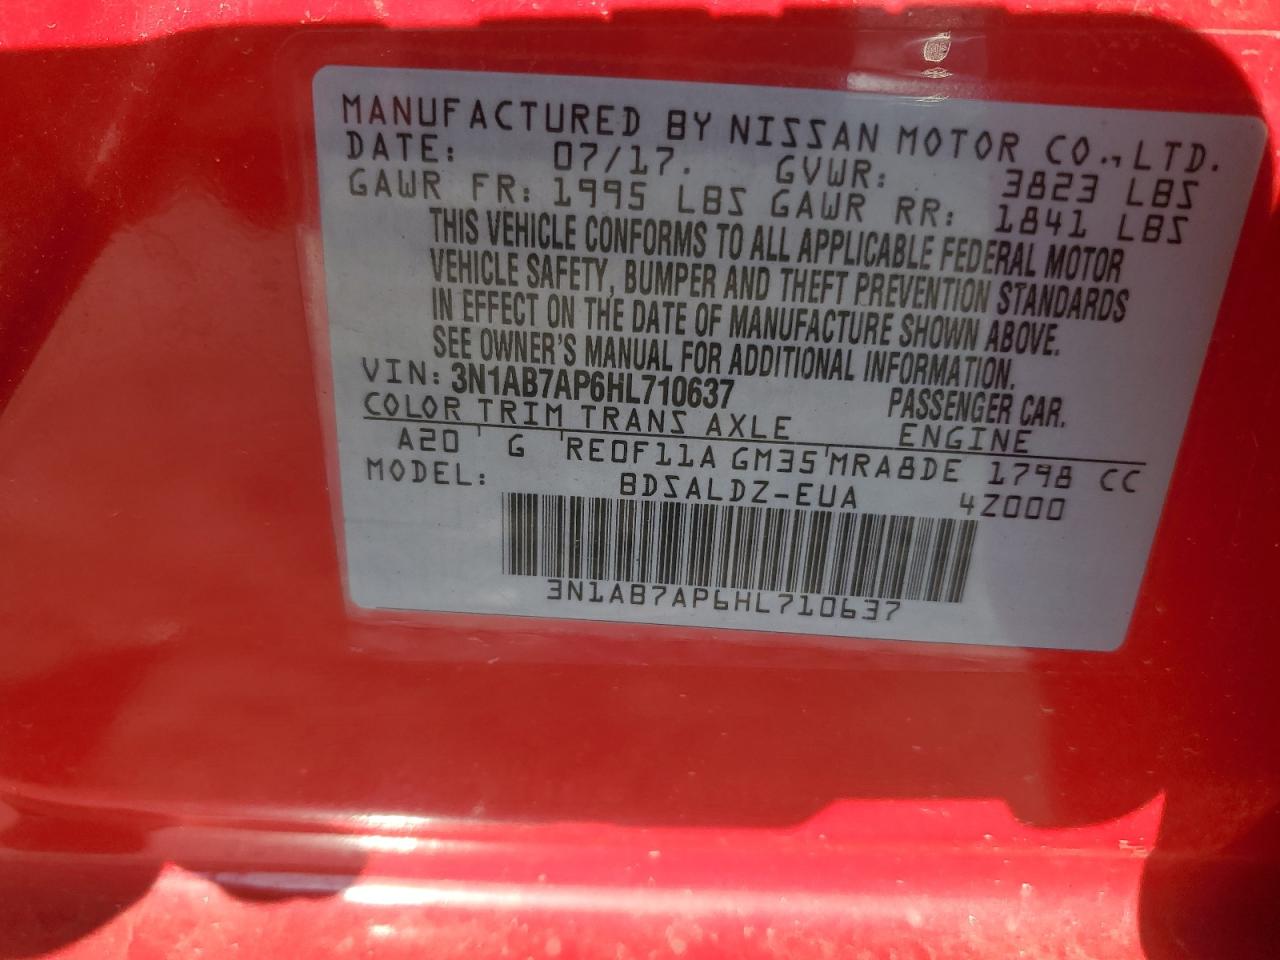 MANUFACTURED BY NISSAN MOTOR CO.,LTD.
DATE: 07/17. GVWR: 3823 LBS
GAWR FR: 1995 LBS GAWR RR: 1841 LBS
THIS VEHICLE CONFORMS TO ALL APPLICABLE FEDERAL MOTOR
VEHICLE SAFETY, BUMPER AND THEFT PREVENTION STANDARDS
IN EFFECT ON THE DATE OF MANUFACTURE SHOWN ABOVE.
SEE OWNER'S MANUAL FOR ADDITIONAL INFORMATION.
VIN: 3N1AB7AP6HL710637 PASSENGER CAR.
COLOR TRIM TRANS AXLE ENGINE
A20 G RE0F11A GM35 MRA8DE 1798 CC
MODEL: BDSALDZ-EUA 4Z000
3N1AB7AP6HL710637